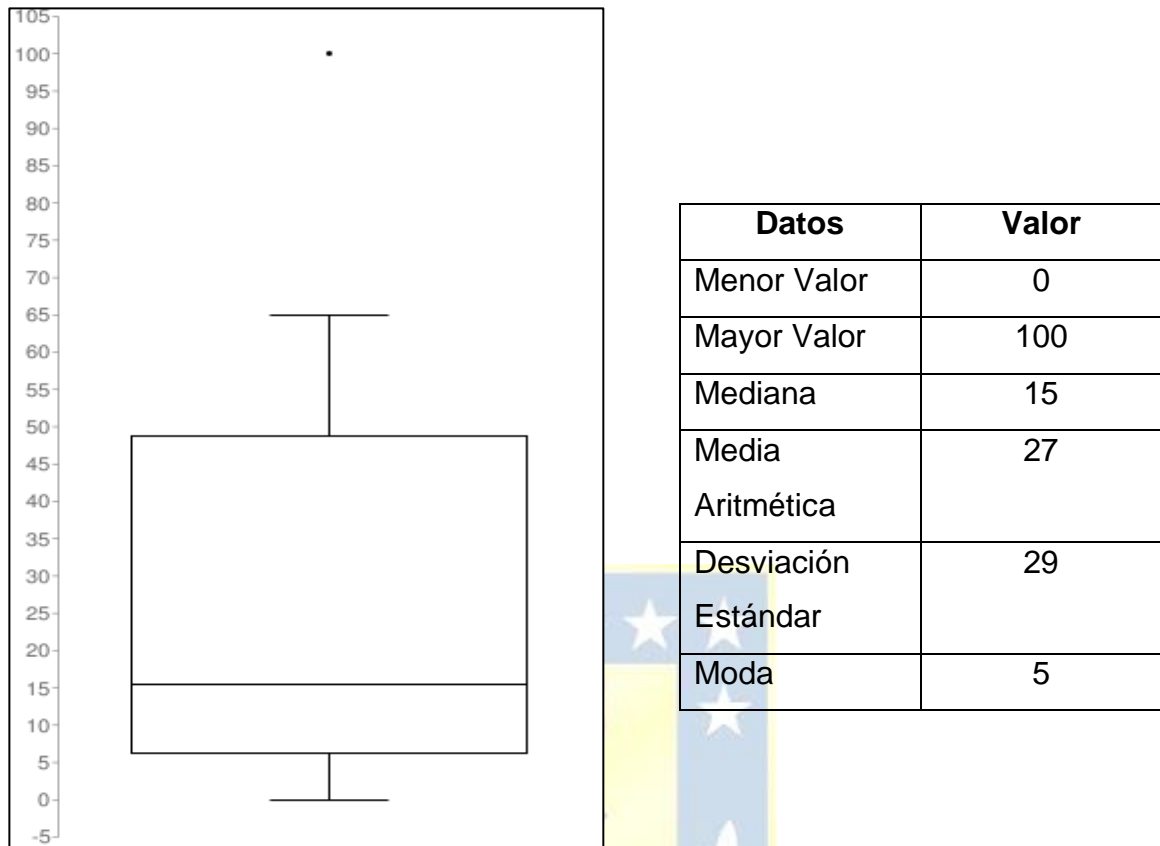 105
100
95
90
85
80
75
70
65
60
55
50
45
40
35
30
25
20
15
10
5
0
-5
Datos Valor
Menor Valor 0
Mayor Valor 100
Mediana 15
Media 27
Aritmética
Desviación 29
Estándar
Moda 5